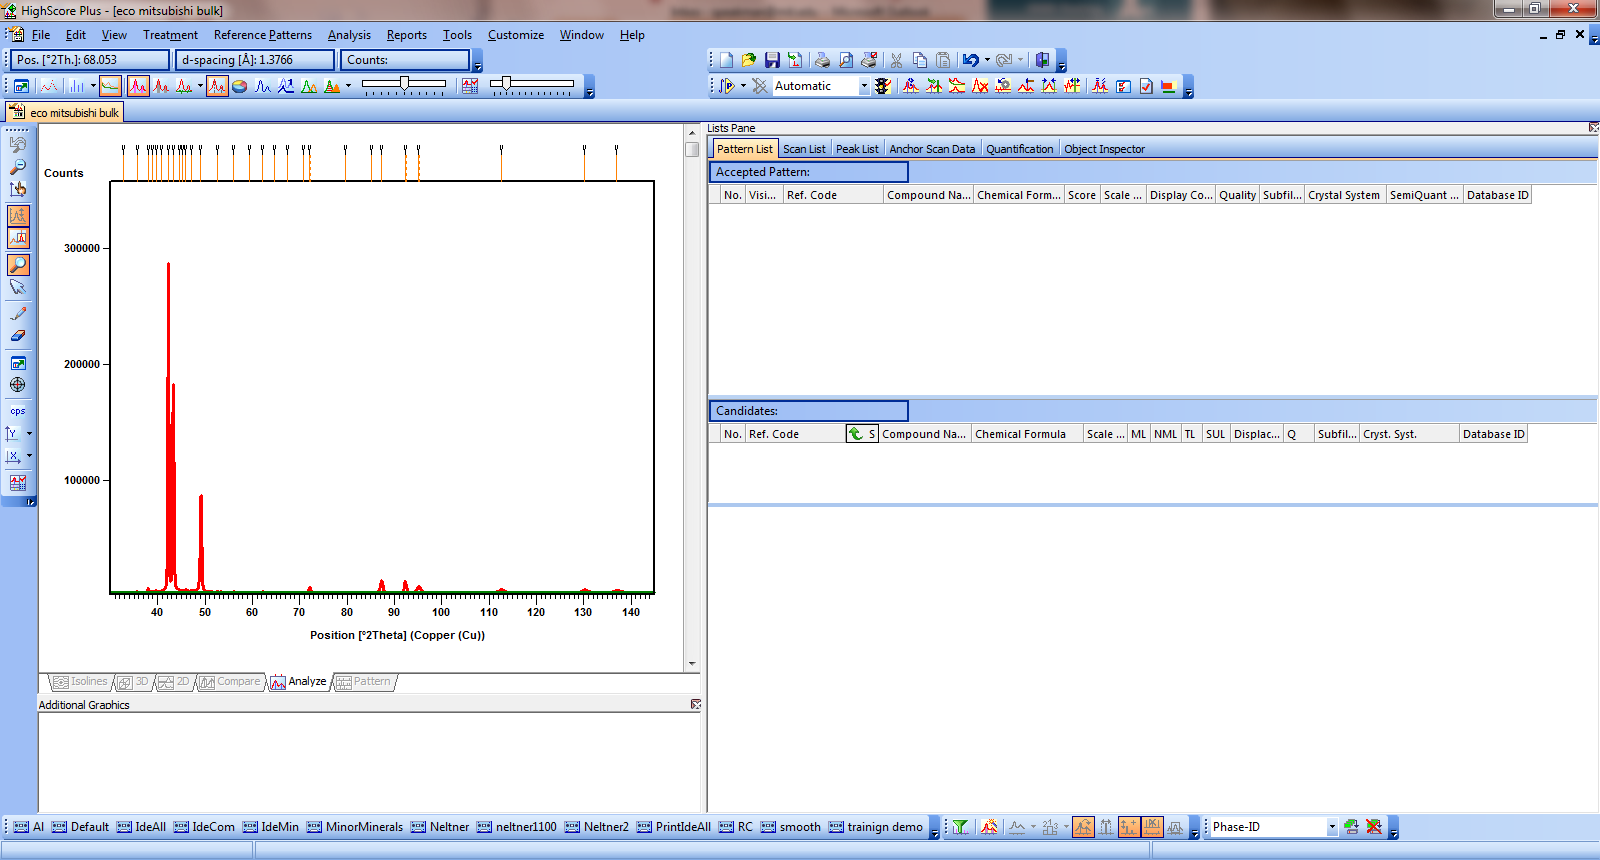 HighScore Plus - [eco mitsubishi bulk]
File Edit View Treatment Reference Patterns Analysis Reports Tools Customize Window Help
Pos. [°2Th.]: 68.053 d-spacing [Å]: 1.3766 Counts:
Automatic
eco mitsubishi bulk
Lists Pane
Pattern List Scan List Peak List Anchor Scan Data Quantification Object Inspector
Accepted Pattern:
No. Visi... Ref. Code Compound Na... Chemical Form... Score Scale ... Display Co... Quality Subfil... Crystal System SemiQuant ... Database ID
Counts
300000
200000
100000
40 50 60 70 80 90 100 110 120 130 140
Position [°2Theta] (Copper (Cu))
cps
Candidates:
No. Ref. Code S Compound Na... Chemical Formula Scale ... ML NML TL SUL Displac... Q Subfil... Cryst. Syst. Database ID
Isolines 3D 2D Compare Analyze Pattern
Additional Graphics
AI Default IdeAll IdeCom IdeMin MinorMinerals Neltner neltner1100 Neltner2 PrintIdeAll RC smooth trainign demo Phase-ID